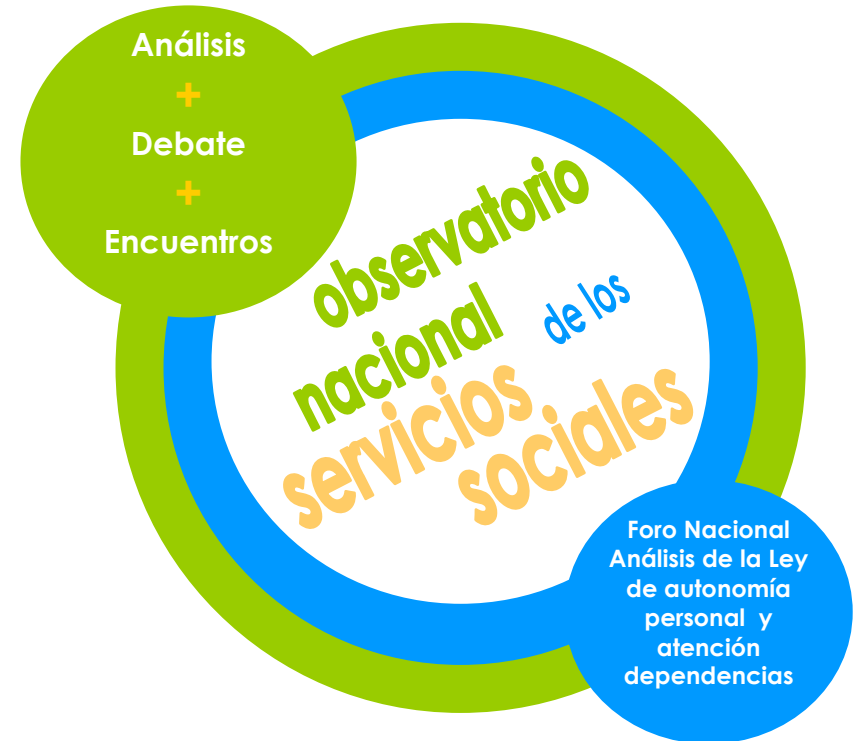 Análisis
+
Debate
+
Encuentros
observatorio
nacional de los
servicios
sociales
Foro Nacional
Análisis de la Ley
de autonomía
personal y
atención
dependencias